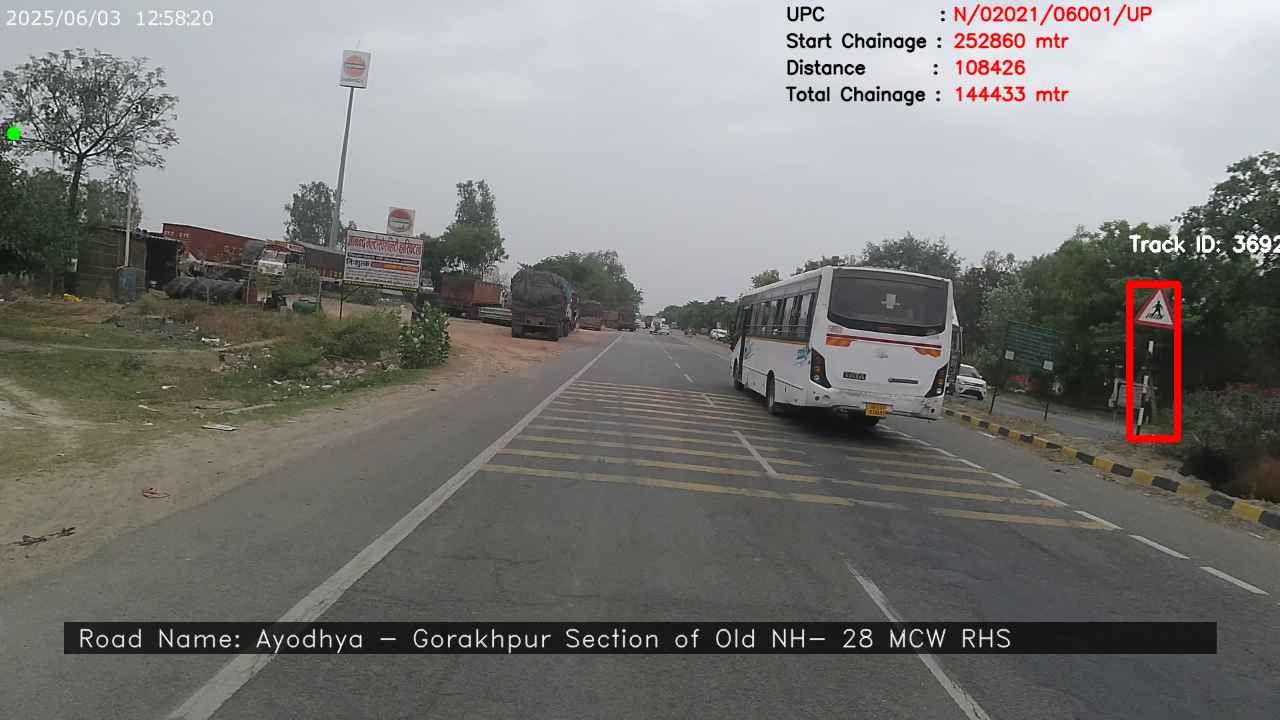 2025/06/03 12:58:20
UPC : N/02021/06001/UP
Start Chainage : 252860 mtr
Distance : 108426
Total Chainage : 144433 mtr
Track ID: 3692
Road Name: Ayodhya - Gorakhpur Section of Old NH- 28 MCW RHS